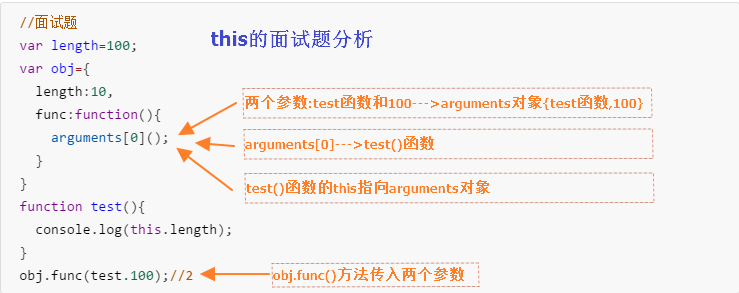 //面试题
this的面试题分析
var length=100;
var obj={
length:10,
func:function(){
两个参数:test函数和100--->arguments对象{test函数,100}
arguments[0]();
arguments[0]--->test()函数
}
}
test()函数的this指向arguments对象
function test(){
console.log(this.length);
}
obj.func(test.100);//2
obj.func()方法传入两个参数